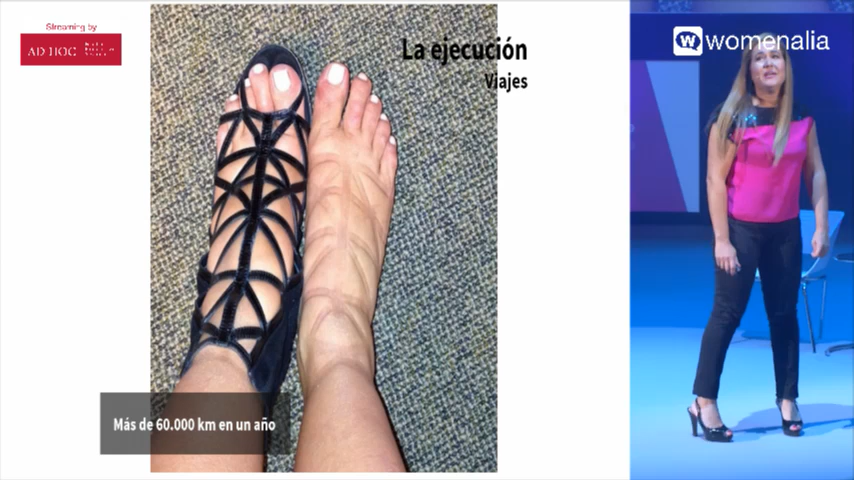 Streaming by
AD HOC
womenalia
La ejecución
Viajes
Más de 60.000 km en un año